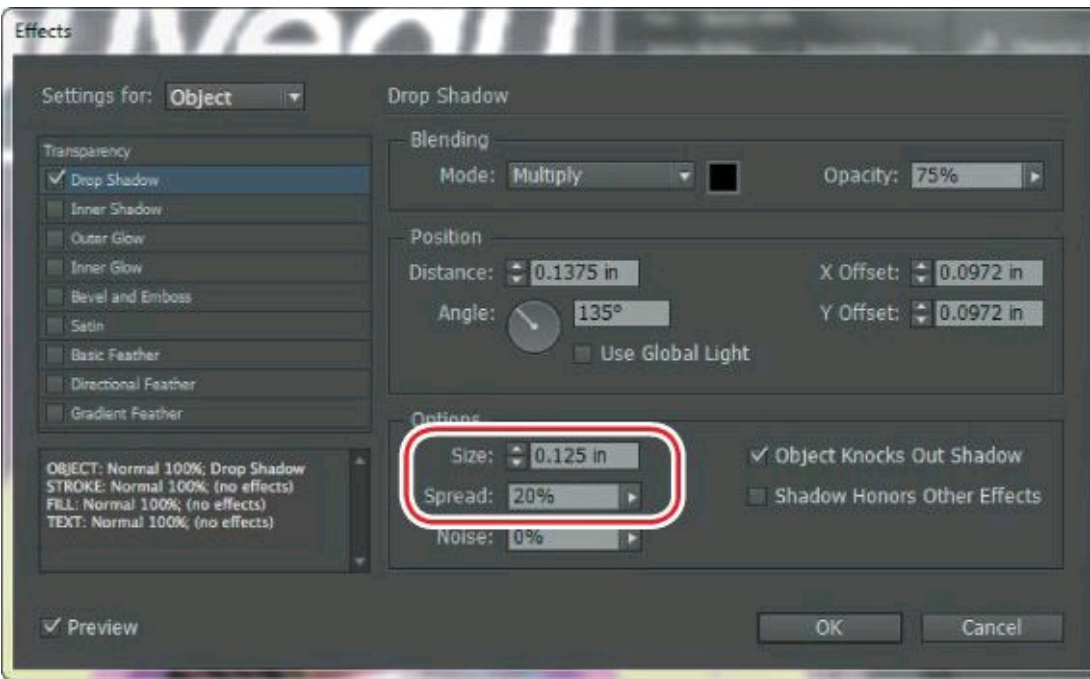 Effects
Settings for: Object
Transparency
Drop Shadow
Inner Shadow
Outer Glow
Inner Glow
Bevel and Emboss
Satin
Basic Feather
Directional Feather
Gradient Feather
OBJECT: Normal 100%; Drop Shadow
STROKE: Normal 100%; (no effects)
FILL: Normal 100%; (no effects)
TEXT: Normal 100%; (no effects)
Preview
Drop Shadow
Blending
Mode: Multiply
Opacity: 75%
Position
Distance: 0.1375 in
X Offset: 0.0972 in
Angle: 135°
Y Offset: 0.0972 in
Use Global Light
Options
Size: 0.125 in
Object Knocks Out Shadow
Spread: 20%
Shadow Honors Other Effects
Noise: 0%
OK
Cancel